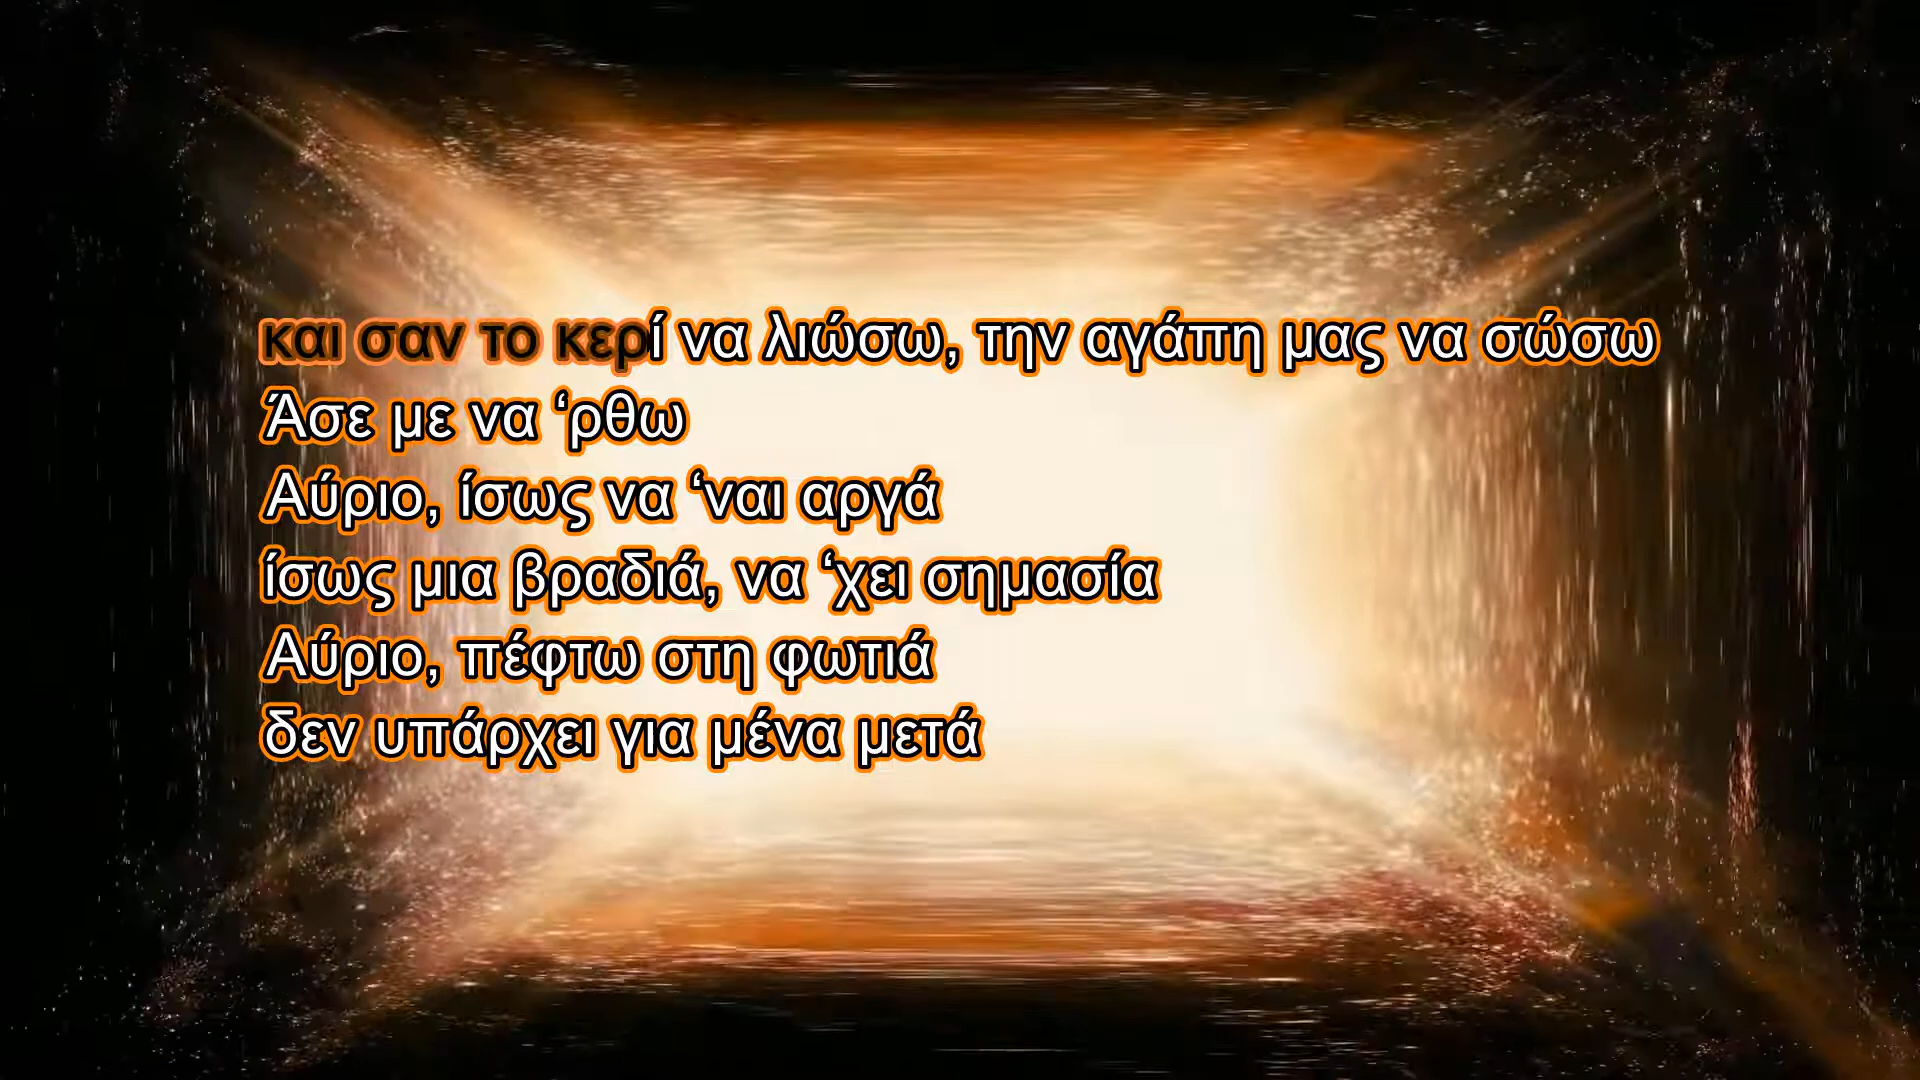 και σαν το κερί να λιώσω, την αγάπη μας να σώσω
Άσε με να ‘ρθω
Αύριο, ίσως να ‘ναι αργά
ίσως μια βραδιά, να ‘χει σημασία
Αύριο, πέφτω στη φωτιά
δεν υπάρχει για μένα μετά